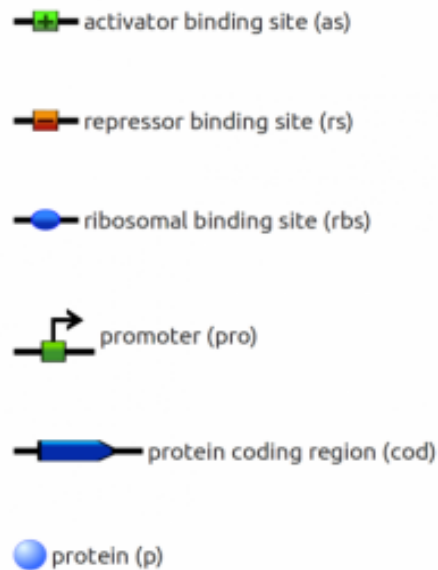 activator binding site (as)
repressor binding site (rs)
ribosomal binding site (rbs)
promoter (pro)
protein coding region (cod)
protein (p)